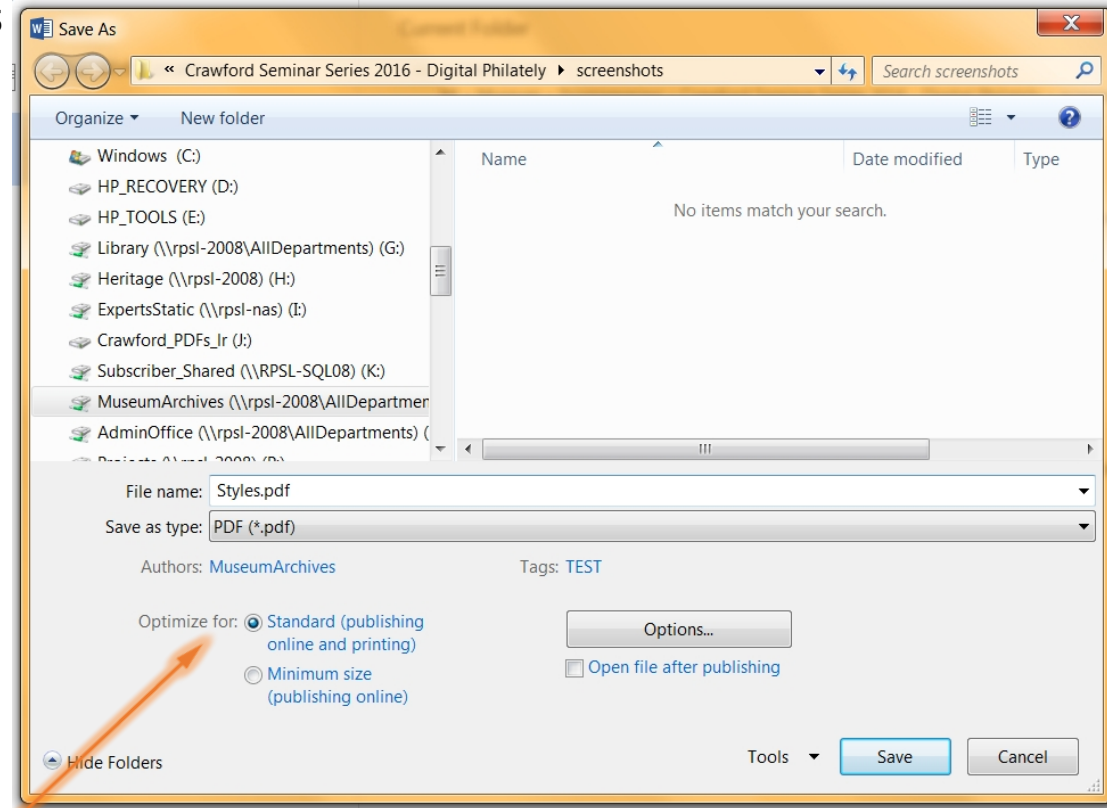 Save As
« Crawford Seminar Series 2016 - Digital Philately ▸ screenshots
Search screenshots
Organize
New folder
Windows (C:)
HP_RECOVERY (D:)
HP_TOOLS (E:)
Library (\\rpsl-2008\AllDepartments) (G:)
Heritage (\\rpsl-2008) (H:)
ExpertsStatic (\\rpsl-nas) (I:)
Crawford_PDFs_lr (J:)
Subscriber_Shared (\\RPSL-SQL08) (K:)
MuseumArchives (\\rpsl-2008\AllDepartmen
AdminOffice (\\rpsl-2008\AllDepartments) (
Name
Date modified
Type
No items match your search.
File name: Styles.pdf
Save as type: PDF (*.pdf)
Authors: MuseumArchives
Tags: TEST
Optimize for: Standard (publishing
online and printing)
Minimum size
(publishing online)
Options...
Open file after publishing
Hide Folders
Tools
Save
Cancel